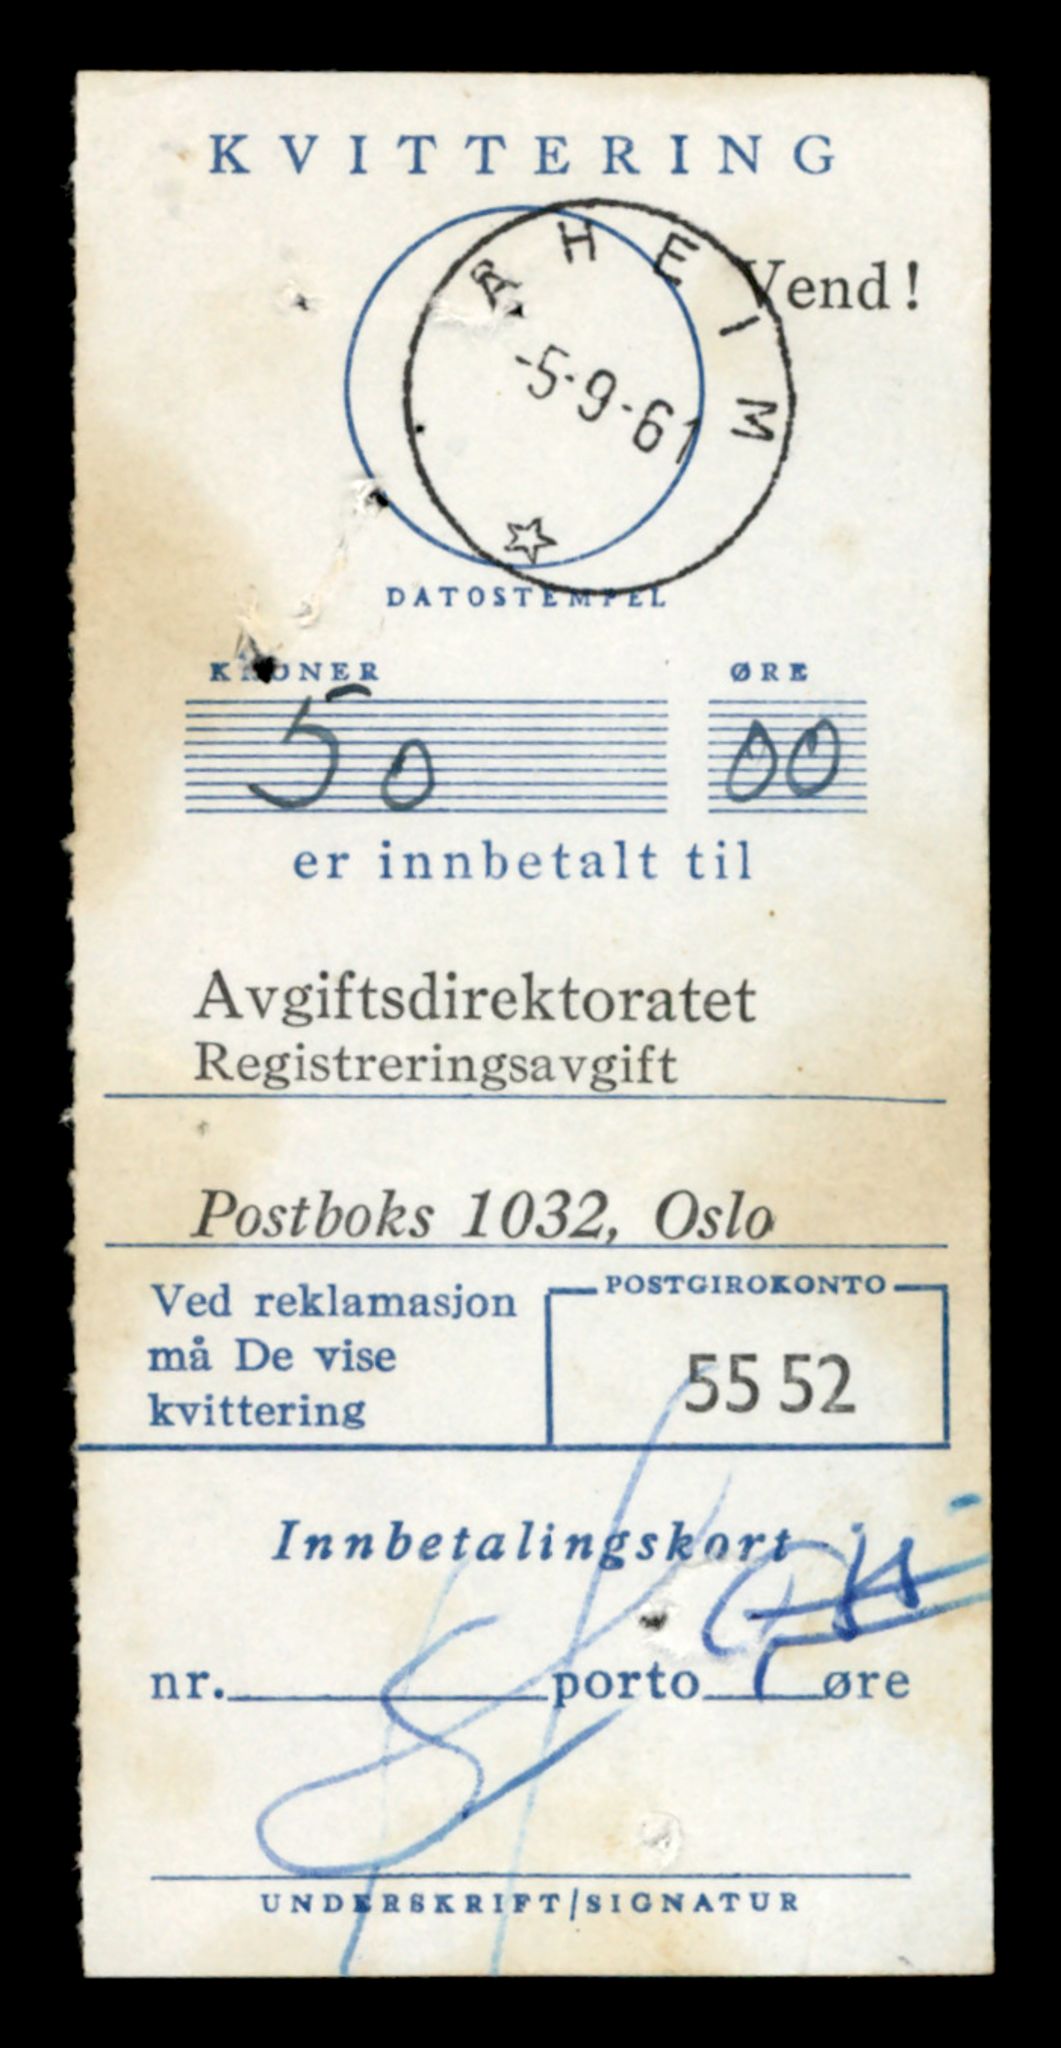 KVITTERING
Vend!
ÅHEIM
-5-9-61
DATOSTEMPEL
KRONER ØRE
50 00
er innbetalt til
Avgiftsdirektoratet
Registreringsavgift
Postboks 1032, Oslo
Ved reklamasjon
må De vise
kvittering
POSTGIROKONTO
55 52
Innbetalingskort
nr. porto øre
UNDERSKRIFT/SIGNATUR